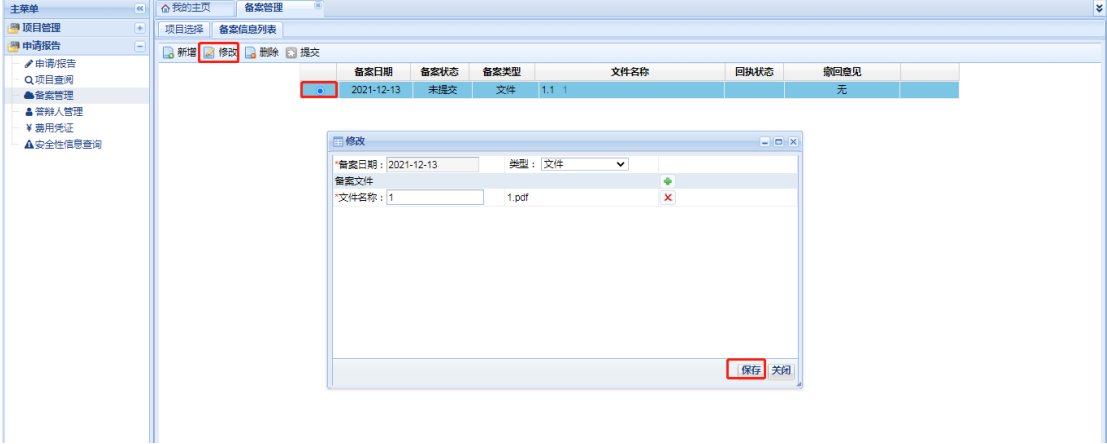 主菜单
我的主页 备案管理
项目管理
申请报告
申请/报告
项目查阅
备案管理
答辩人管理
¥ 费用凭证
安全性信息查询
项目选择 备案信息列表
新增 修改 删除 提交
备案日期 备案状态 备案类型 文件名称 回执状态 意见
2021-12-13 未提交 文件 1.1 1 无
修改
*备案日期：2021-12-13 类型：文件
备案文件
*文件名称：1 1.pdf
保存 关闭